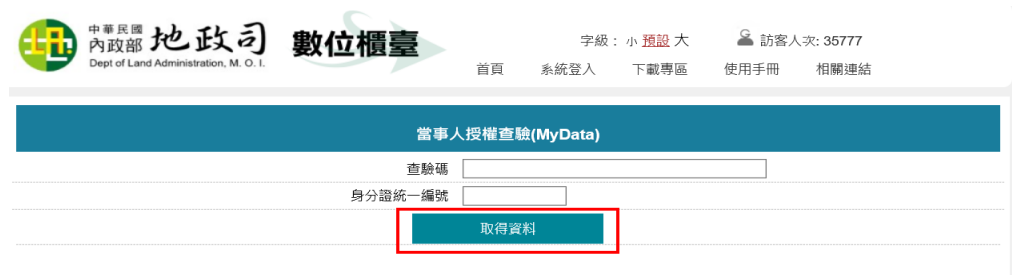 中華民國
內政部 地政司 數位櫃臺
Dept of Land Administration, M. O. I.
字級： 小 預設 大 訪客人次: 35777
首頁 系統登入 下載專區 使用手冊 相關連結
當事人授權查驗(MyData)
查驗碼
身分證統一編號
取得資料